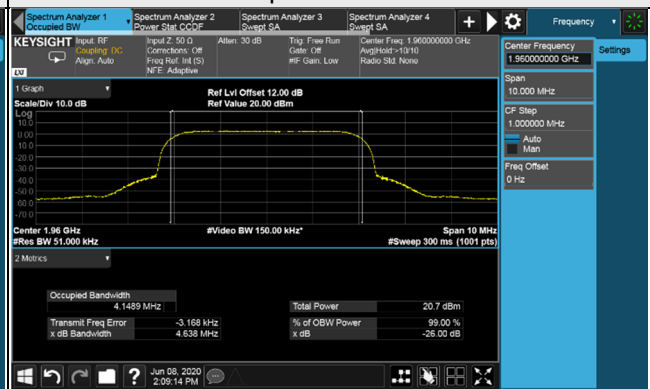 Spectrum Analyzer 1
Occupied BW
Spectrum Analyzer 2
Power Stat CCDF
Spectrum Analyzer 3
Swept SA
Spectrum Analyzer 4
Swept SA
Frequency
KEYSIGHT
Input: RF
Coupling: DC
Align: Auto
Input Z: 50 Ω
Corrections: Off
Freq Ref: Int (S)
NFE: Adaptive
Atten: 30 dB
Trig: Free Run
Gate: Off
#IF Gain: Low
Center Freq: 1.960000000 GHz
Avg|Hold>10/10
Radio Std: None
LXI
Center Frequency
1.960000000 GHz
Settings
Span
10.000 MHz
CF Step
1.000000 MHz
Auto
Man
Freq Offset
0 Hz
1 Graph
Scale/Div 10.0 dB
Ref Lvl Offset 12.00 dB
Ref Value 20.00 dBm
Log
10.0
0.00
-10.0
-20.0
-30.0
-40.0
-50.0
-60.0
-70.0
Center 1.96 GHz
#Res BW 51.000 kHz
#Video BW 150.00 kHz*
Span 10 MHz
#Sweep 300 ms (1001 pts)
2 Metrics
Occupied Bandwidth
4.1489 MHz
Total Power 20.7 dBm
Transmit Freq Error -3.168 kHz
% of OBW Power 99.00 %
x dB Bandwidth 4.638 MHz
x dB -26.00 dB
?
Jun 08, 2020
2:09:14 PM